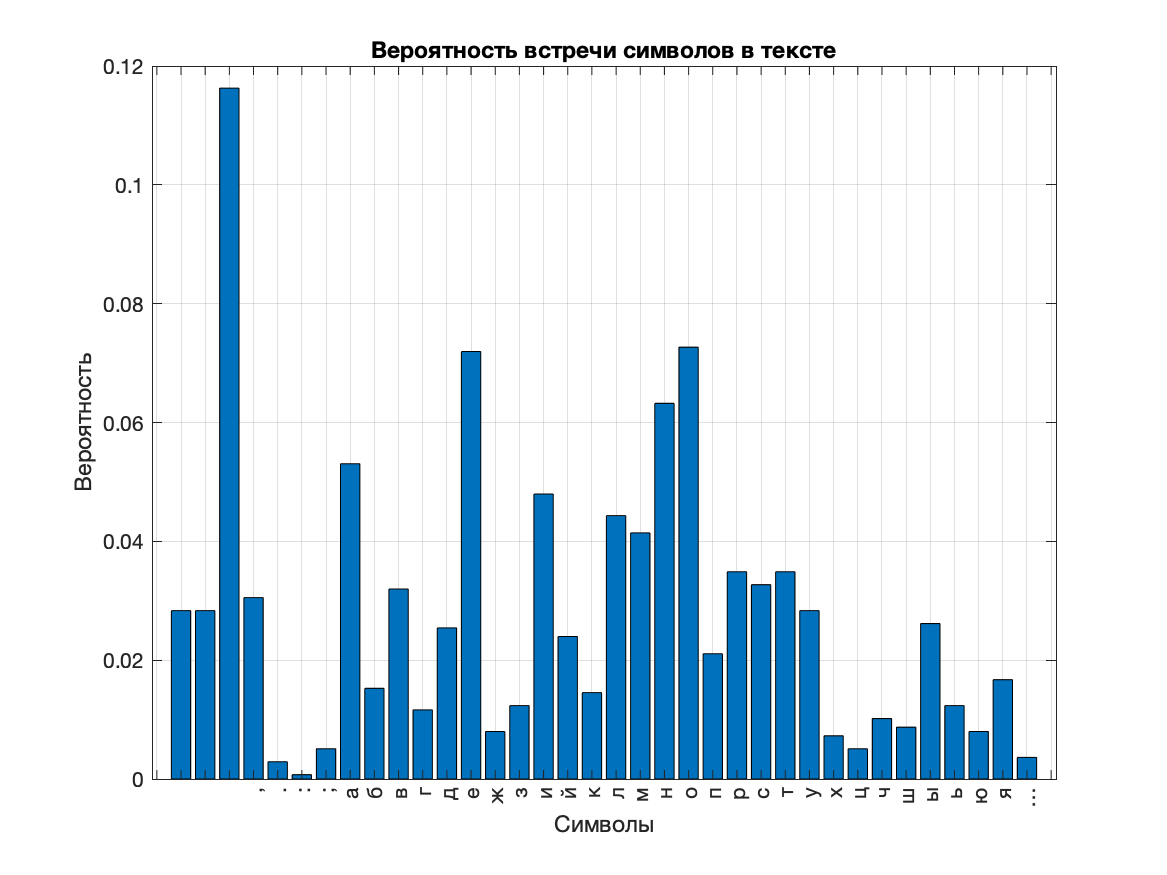 Вероятность встречи символов в тексте
0.12
0.1
0.08
0.06
0.04
0.02
0
Вероятность
, . : ; а б в г д е ж з и й к л м н о п р с т у х ц ч ш ы ь ю я …
Символы